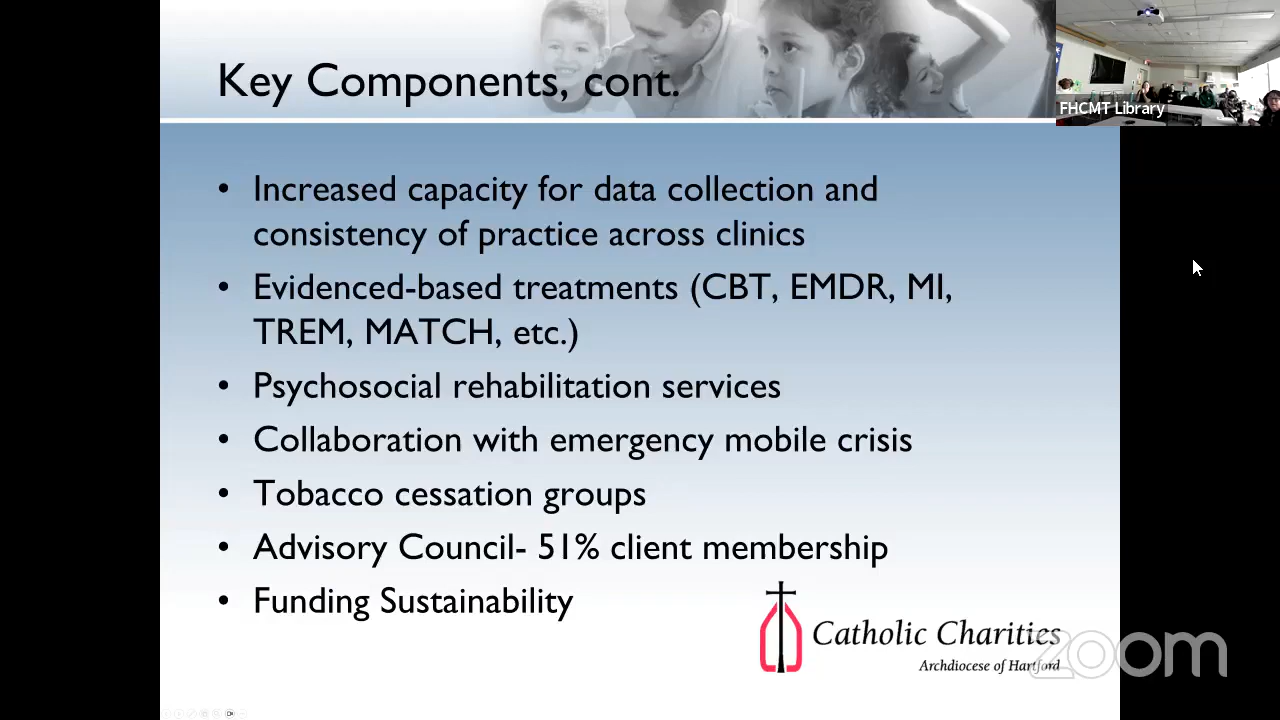 Key Components, cont.
FHCMT Library
• Increased capacity for data collection and
consistency of practice across clinics
• Evidenced-based treatments (CBT, EMDR, MI,
TREM, MATCH, etc.)
• Psychosocial rehabilitation services
• Collaboration with emergency mobile crisis
• Tobacco cessation groups
• Advisory Council- 51% client membership
• Funding Sustainability
Catholic Charities
Archdiocese of Hartford
zoom